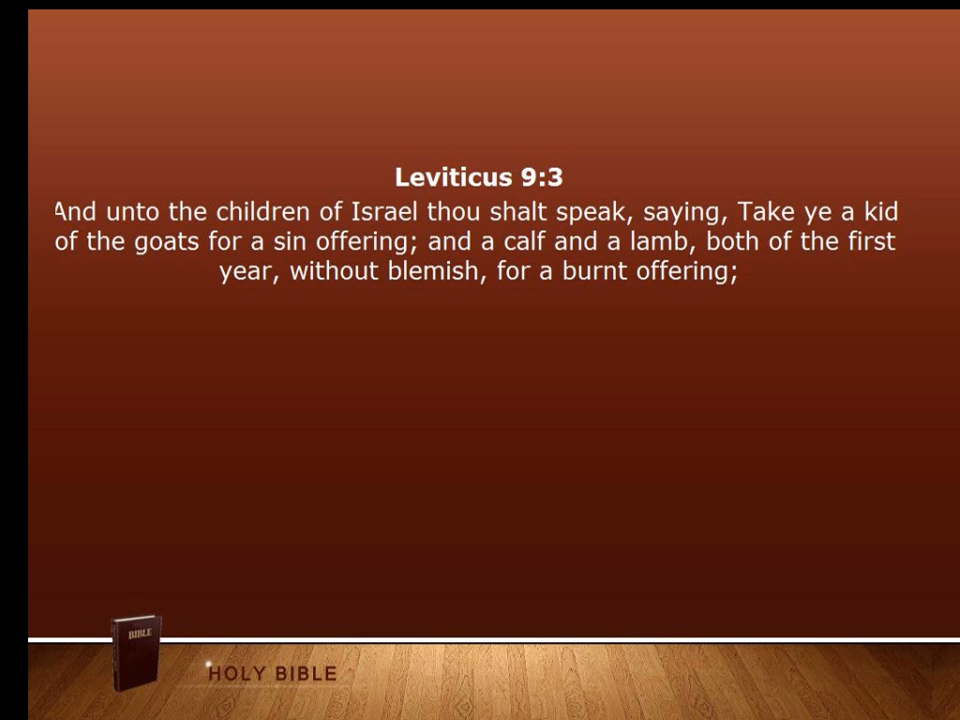 Leviticus 9:3
And unto the children of Israel thou shalt speak, saying, Take ye a kid
of the goats for a sin offering; and a calf and a lamb, both of the first
year, without blemish, for a burnt offering;
BIBLE
HOLY BIBLE